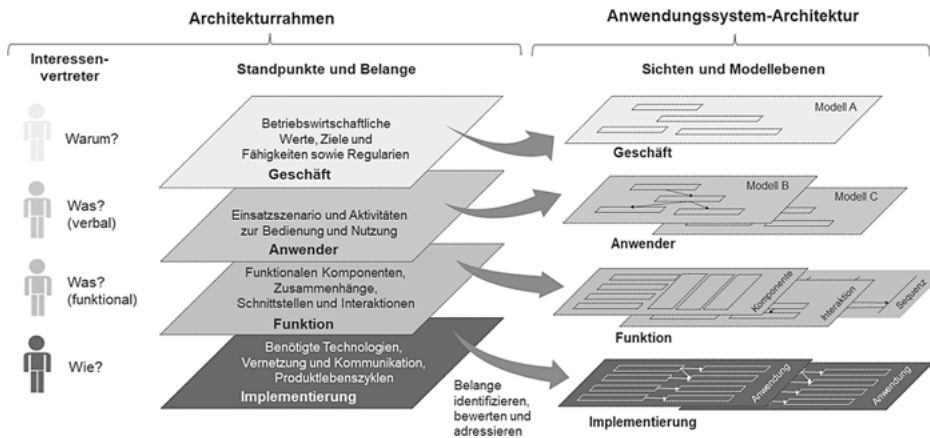 Architekturrahmen
Anwendungssystem-Architektur
Interessen-
vertreter
Standpunkte und Belange
Sichten und Modellebenen
Warum?
Betriebswirtschaftliche
Werte, Ziele und
Fähigkeiten sowie Regularien
Geschäft
Modell A
Geschäft
Was?
(verbal)
Einsatzszenario und Aktivitäten
zur Bedienung und Nutzung
Anwender
Modell B
Modell C
Anwender
Was?
(funktional)
Funktionalen Komponenten,
Zusammenhänge,
Schnittstellen und Interaktionen
Funktion
Komponente
Interaktion
Sequenz
Funktion
Wie?
Benötigte Technologien,
Vernetzung und Kommunikation,
Produktlebenszyklen
Implementierung
Belange
identifizieren,
bewerten und
adressieren
Anwendung
Anwendung
Implementierung